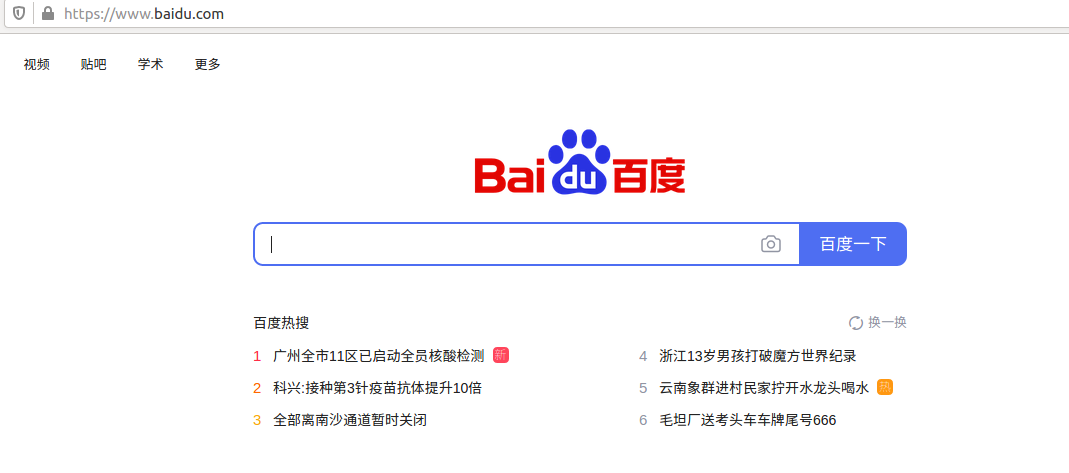 https://www.baidu.com
视频 贴吧 学术 更多
Bai du 百度
百度一下
百度热搜 换一换
1 广州全市11区已启动全员核酸检测 新
4 浙江13岁男孩打破魔方世界纪录
2 科兴:接种第3针疫苗抗体提升10倍
5 云南象群进村民家拧开水龙头喝水 热
3 全部离南沙通道暂时关闭
6 毛坦厂送考头车车牌尾号666